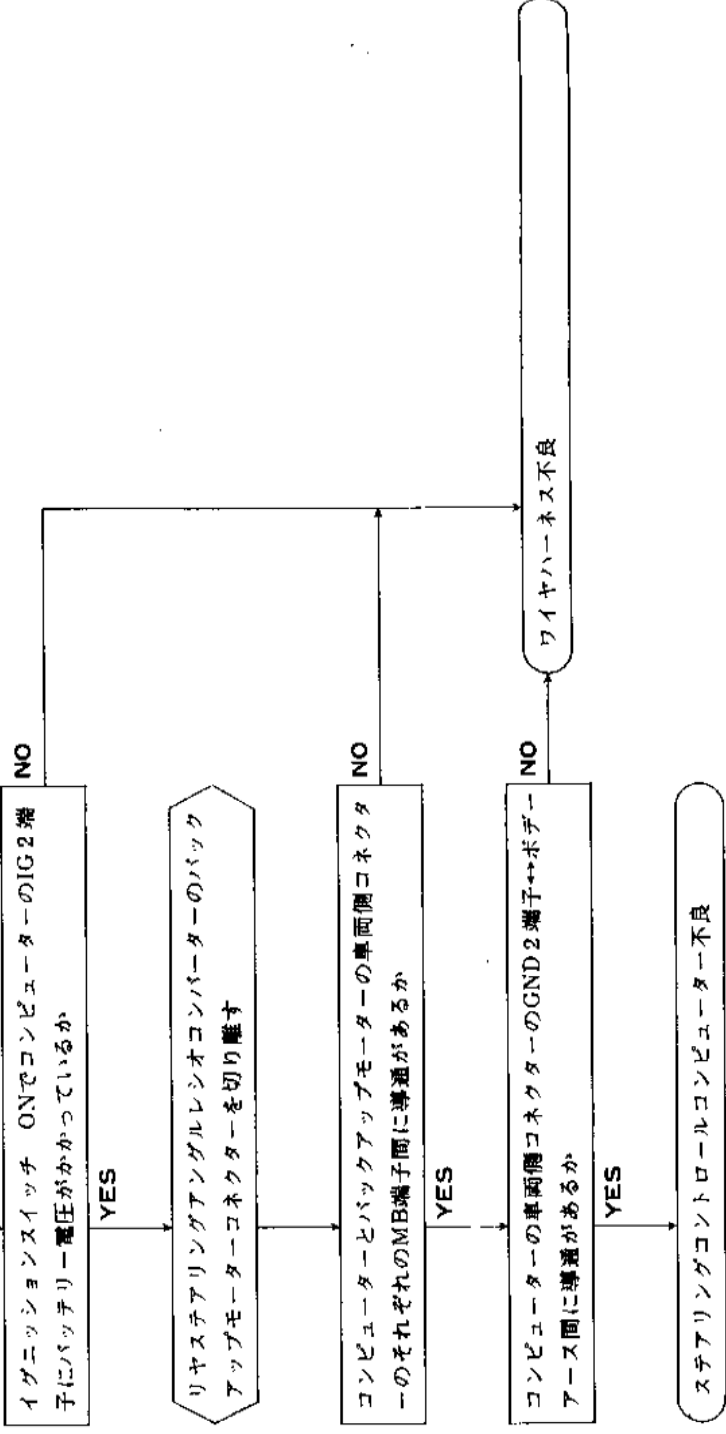 イグニッションスイッチ ONでコンピューターのIG2端
子にバッテリー電圧がかかっているか
NO
YES
リヤステアリングアングルレシオコンバーターのバック
アップモーターコネクターを切り離す
コンピューターとバックアップモーターの車両側コネクタ
ーのそれぞれのMB端子間に導通があるか
NO
YES
コンピューターの車両側コネクターのGND2端子↔ボデー
アース間に導通があるか
NO
ワイヤハーネス不良
YES
ステアリングコントロールコンピューター不良